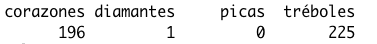 corazones diamantes picas tréboles
196 1 0 225